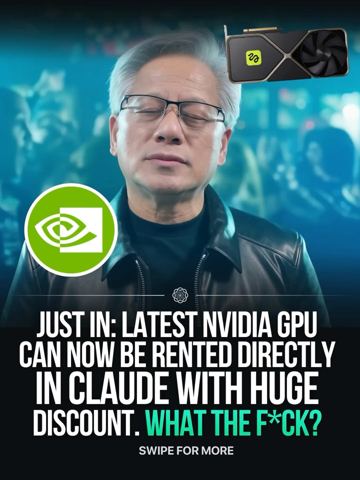 JUST IN: LATEST NVIDIA GPU
CAN NOW BE RENTED DIRECTLY
IN CLAUDE WITH HUGE
DISCOUNT. WHAT THE F*CK?
SWIPE FOR MORE